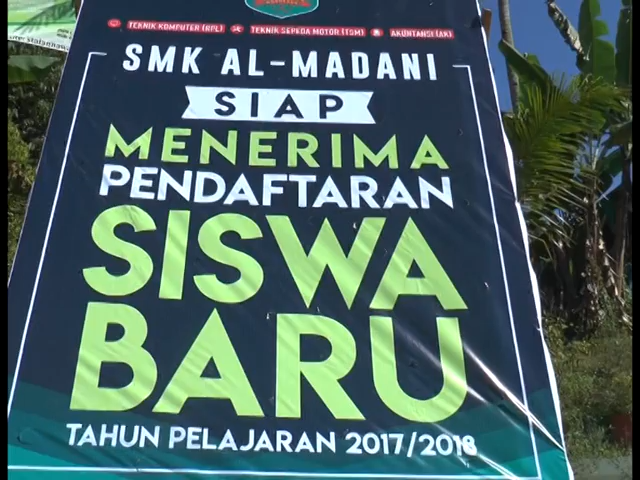 TEKNIK KOMPUTER (RPL) TEKNIK SEPEDA MOTOR (TSM) AKUNTANSI (AK)
SMK AL-MADANI
SIAP
MENERIMA
PENDAFTARAN
SISWA
BARU
TAHUN PELAJARAN 2017/2018